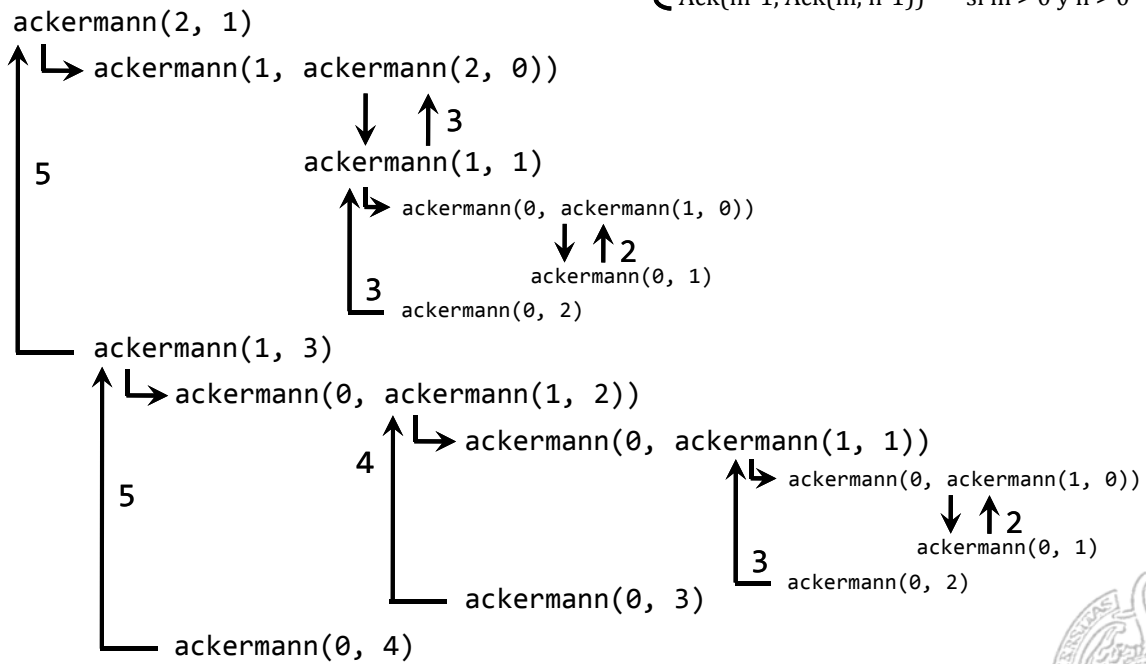 Ack(m-1, Ack(m, n-1)) si m > 0 y n > 0
ackermann(2, 1)
ackermann(1, ackermann(2, 0))
3
ackermann(1, 1)
5
ackermann(0, ackermann(1, 0))
2
ackermann(0, 1)
3
ackermann(0, 2)
ackermann(1, 3)
ackermann(0, ackermann(1, 2))
ackermann(0, ackermann(1, 1))
4
ackermann(0, ackermann(1, 0))
5
2
ackermann(0, 1)
3
ackermann(0, 2)
ackermann(0, 3)
ackermann(0, 4)